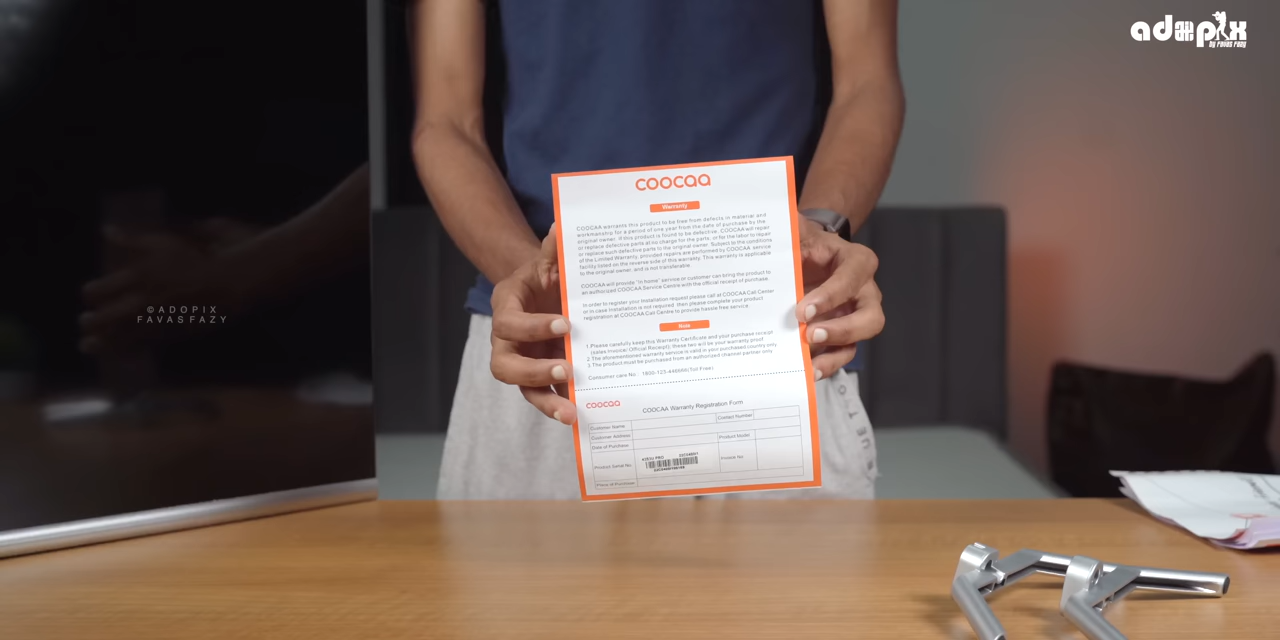 adopix
BY FAVAS FAZY
©ADOPIX
FAVASFAZY
coocaa
Warranty
COOCAA warrants this product to be free from defects in material and
workmanship for a period of one year from the date of purchase by the
original owner. If this product is found to be defective, COOCAA will repair
or replace defective parts at no charge for the parts, or for the labor to repair
or replace such defective parts to the original owner. Subject to the conditions
of the Limited Warranty, provided repairs are performed by COOCAA service
facility listed on the reverse side of this warranty. This warranty is applicable
to the original owner, and is not transferable.
COOCAA will provide "in home" service or customer can bring the product to
an authorized COOCAA Service Centre with the official receipt of purchase.
In order to register your Installation request please call at COOCAA Call Center
or in case Installation is not required then please complete your product
registration at COOCAA Call Centre to provide hassle free service
Note
1.Please carefully keep this Warranty Certificate and your purchase receipt
(sales Invoice/ Official Receipt); these two will be your warranty proof.
2.The aforementioned warranty service is valid in your purchased country only.
3. The product must be purchased from an authorized channel partner only.
Consumer care No. : 1800-123-446666(Toll Free)
coocaa
COOCAA Warranty Registration Form
Customer Name
Contact Number
Customer Address
Date of Purchase
Product Model
Product Serial No.
Invoice No
Place of Purchase